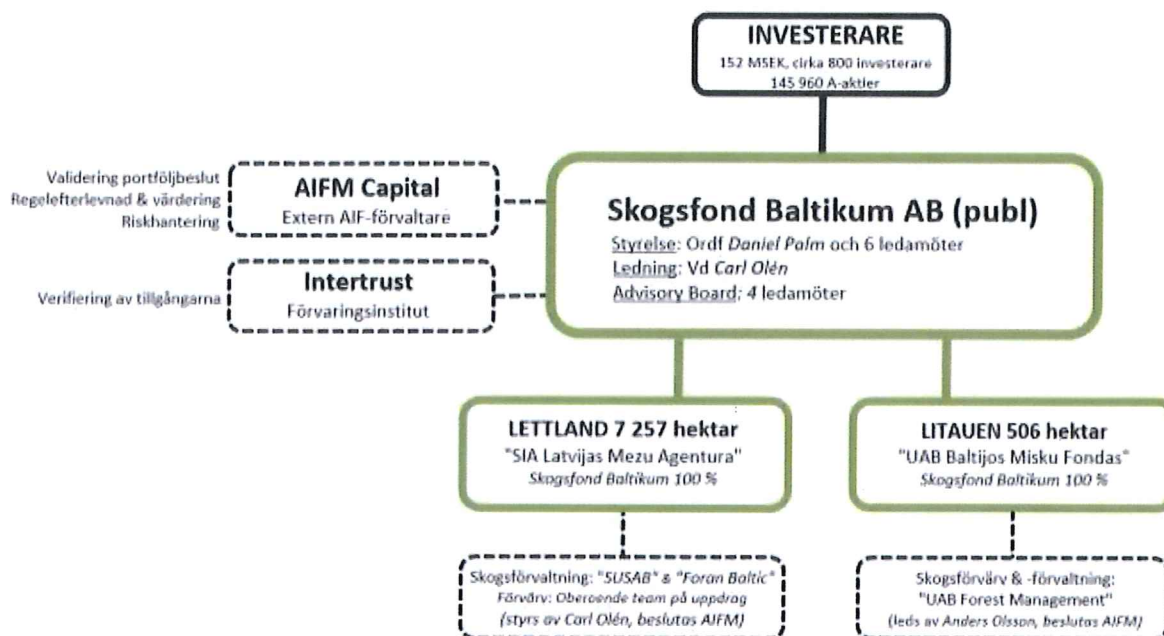 INVESTERARE
152 MSEK, cirka 800 investerare
145 960 A-aktier
Validering portföljbeslut
Regelefterlevnad & värdering
Riskhantering
AIFM Capital
Extern AIF-förvaltare
Skogsfond Baltikum AB (publ)
Styrelse: Ordf Daniel Palm och 6 ledamöter
Ledning: Vd Carl Olén
Advisory Board: 4 ledamöter
Verifiering av tillgångarna
Intertrust
Förvaringsinstitut
LETTLAND 7 257 hektar
"SIA Latvijas Mezu Agentura"
Skogsfond Baltikum 100 %
LITAUEN 506 hektar
"UAB Baltijos Misku Fondas"
Skogsfond Baltikum 100 %
Skogsförvaltning: "SUSAB" & "Foran Baltic"
Förvärv: Oberoende team på uppdrag
(styrs av Carl Olén, beslutas AIFM)
Skogsförvärv & -förvaltning:
"UAB Forest Management"
(leds av Anders Olsson, beslutas AIFM)